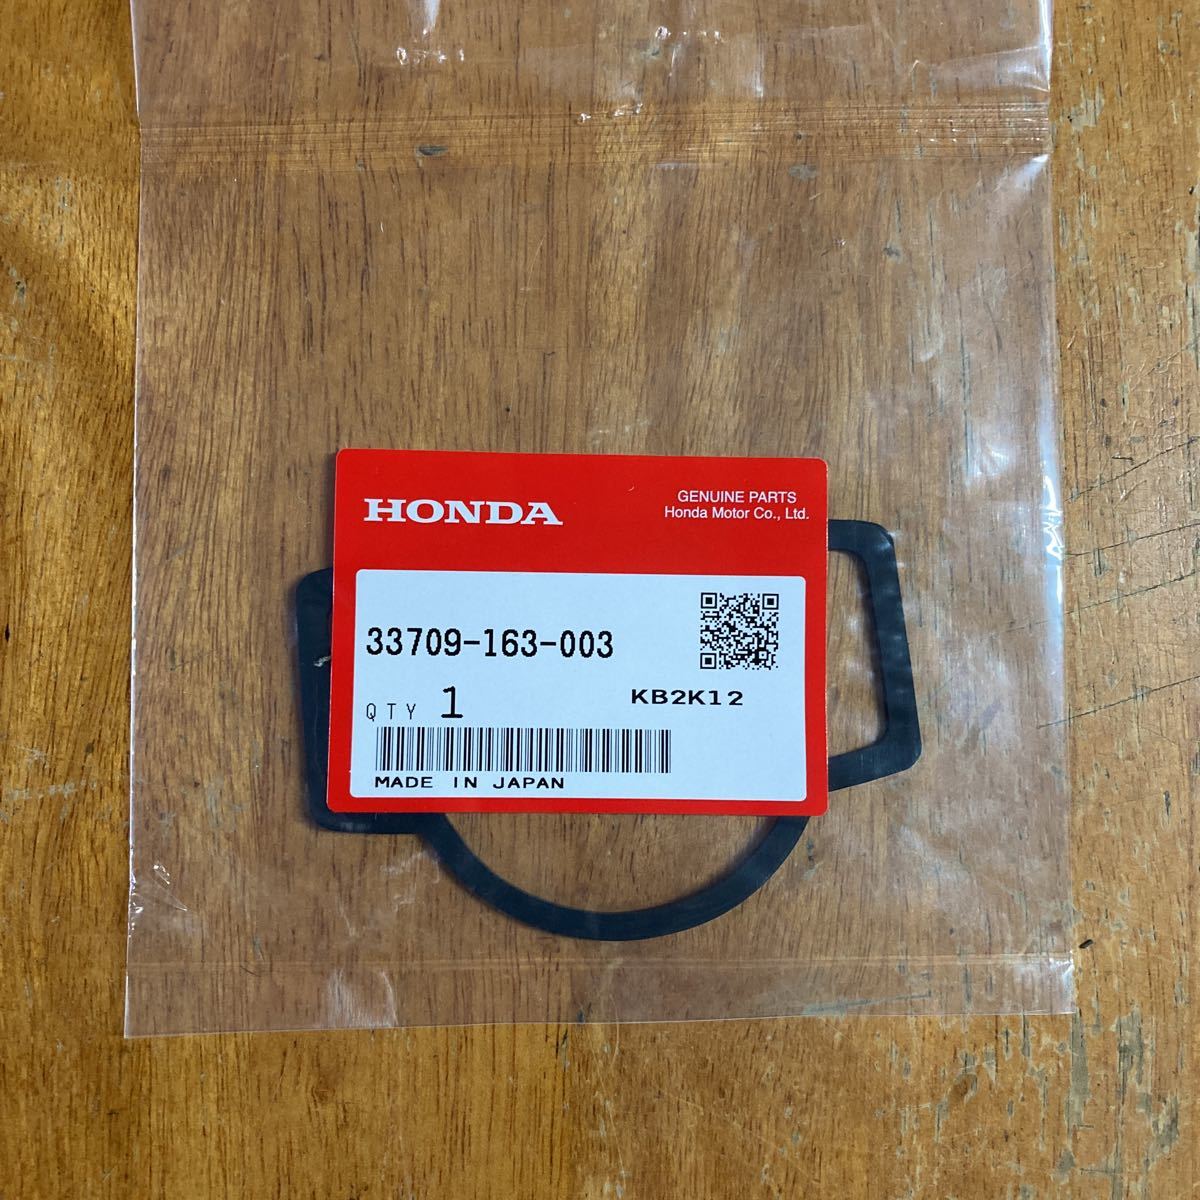 HONDA
GENUINE PARTS
Honda Motor Co., Ltd.
33709-163-003
QTY 1
KB2K12
MADE IN JAPAN